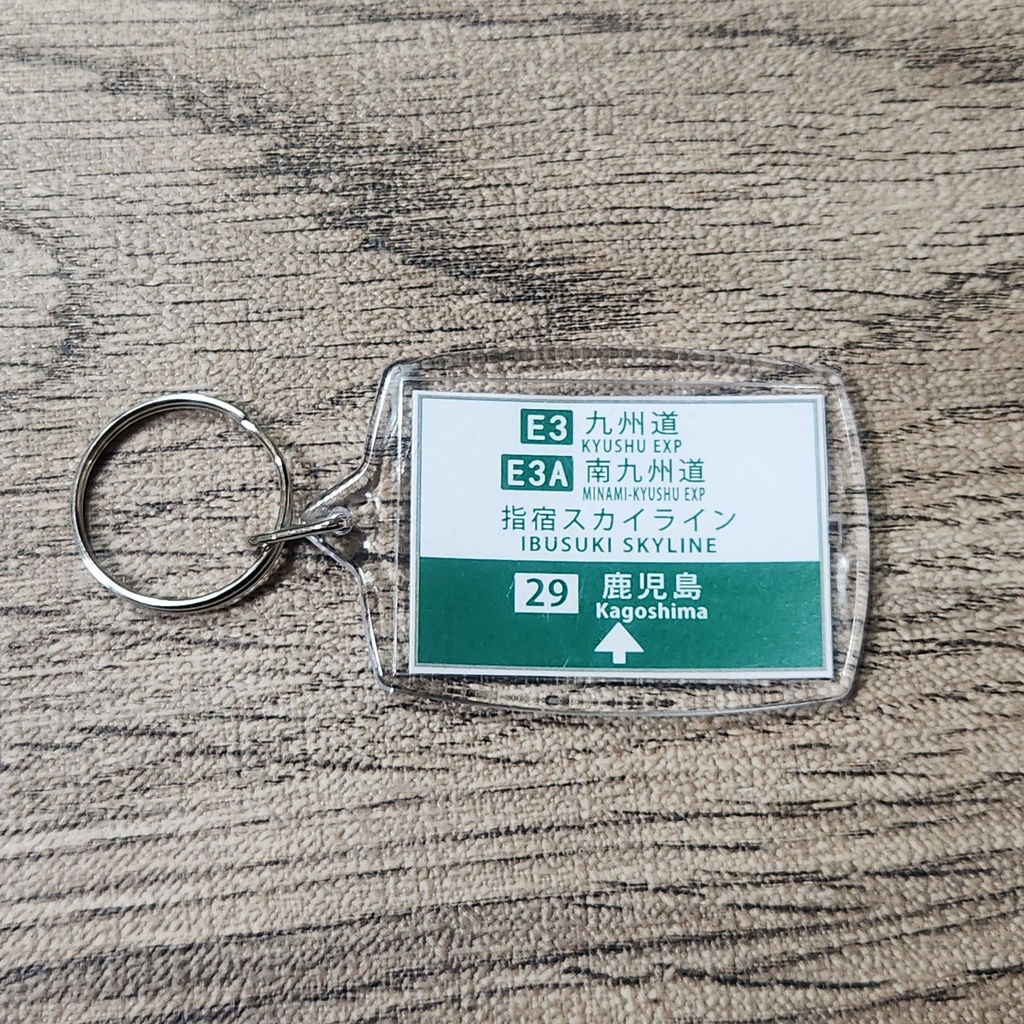 E3 九州道
KYUSHU EXP
E3A 南九州道
MINAMI-KYUSHU EXP
指宿スカイライン
IBUSUKI SKYLINE
29 鹿児島
Kagoshima